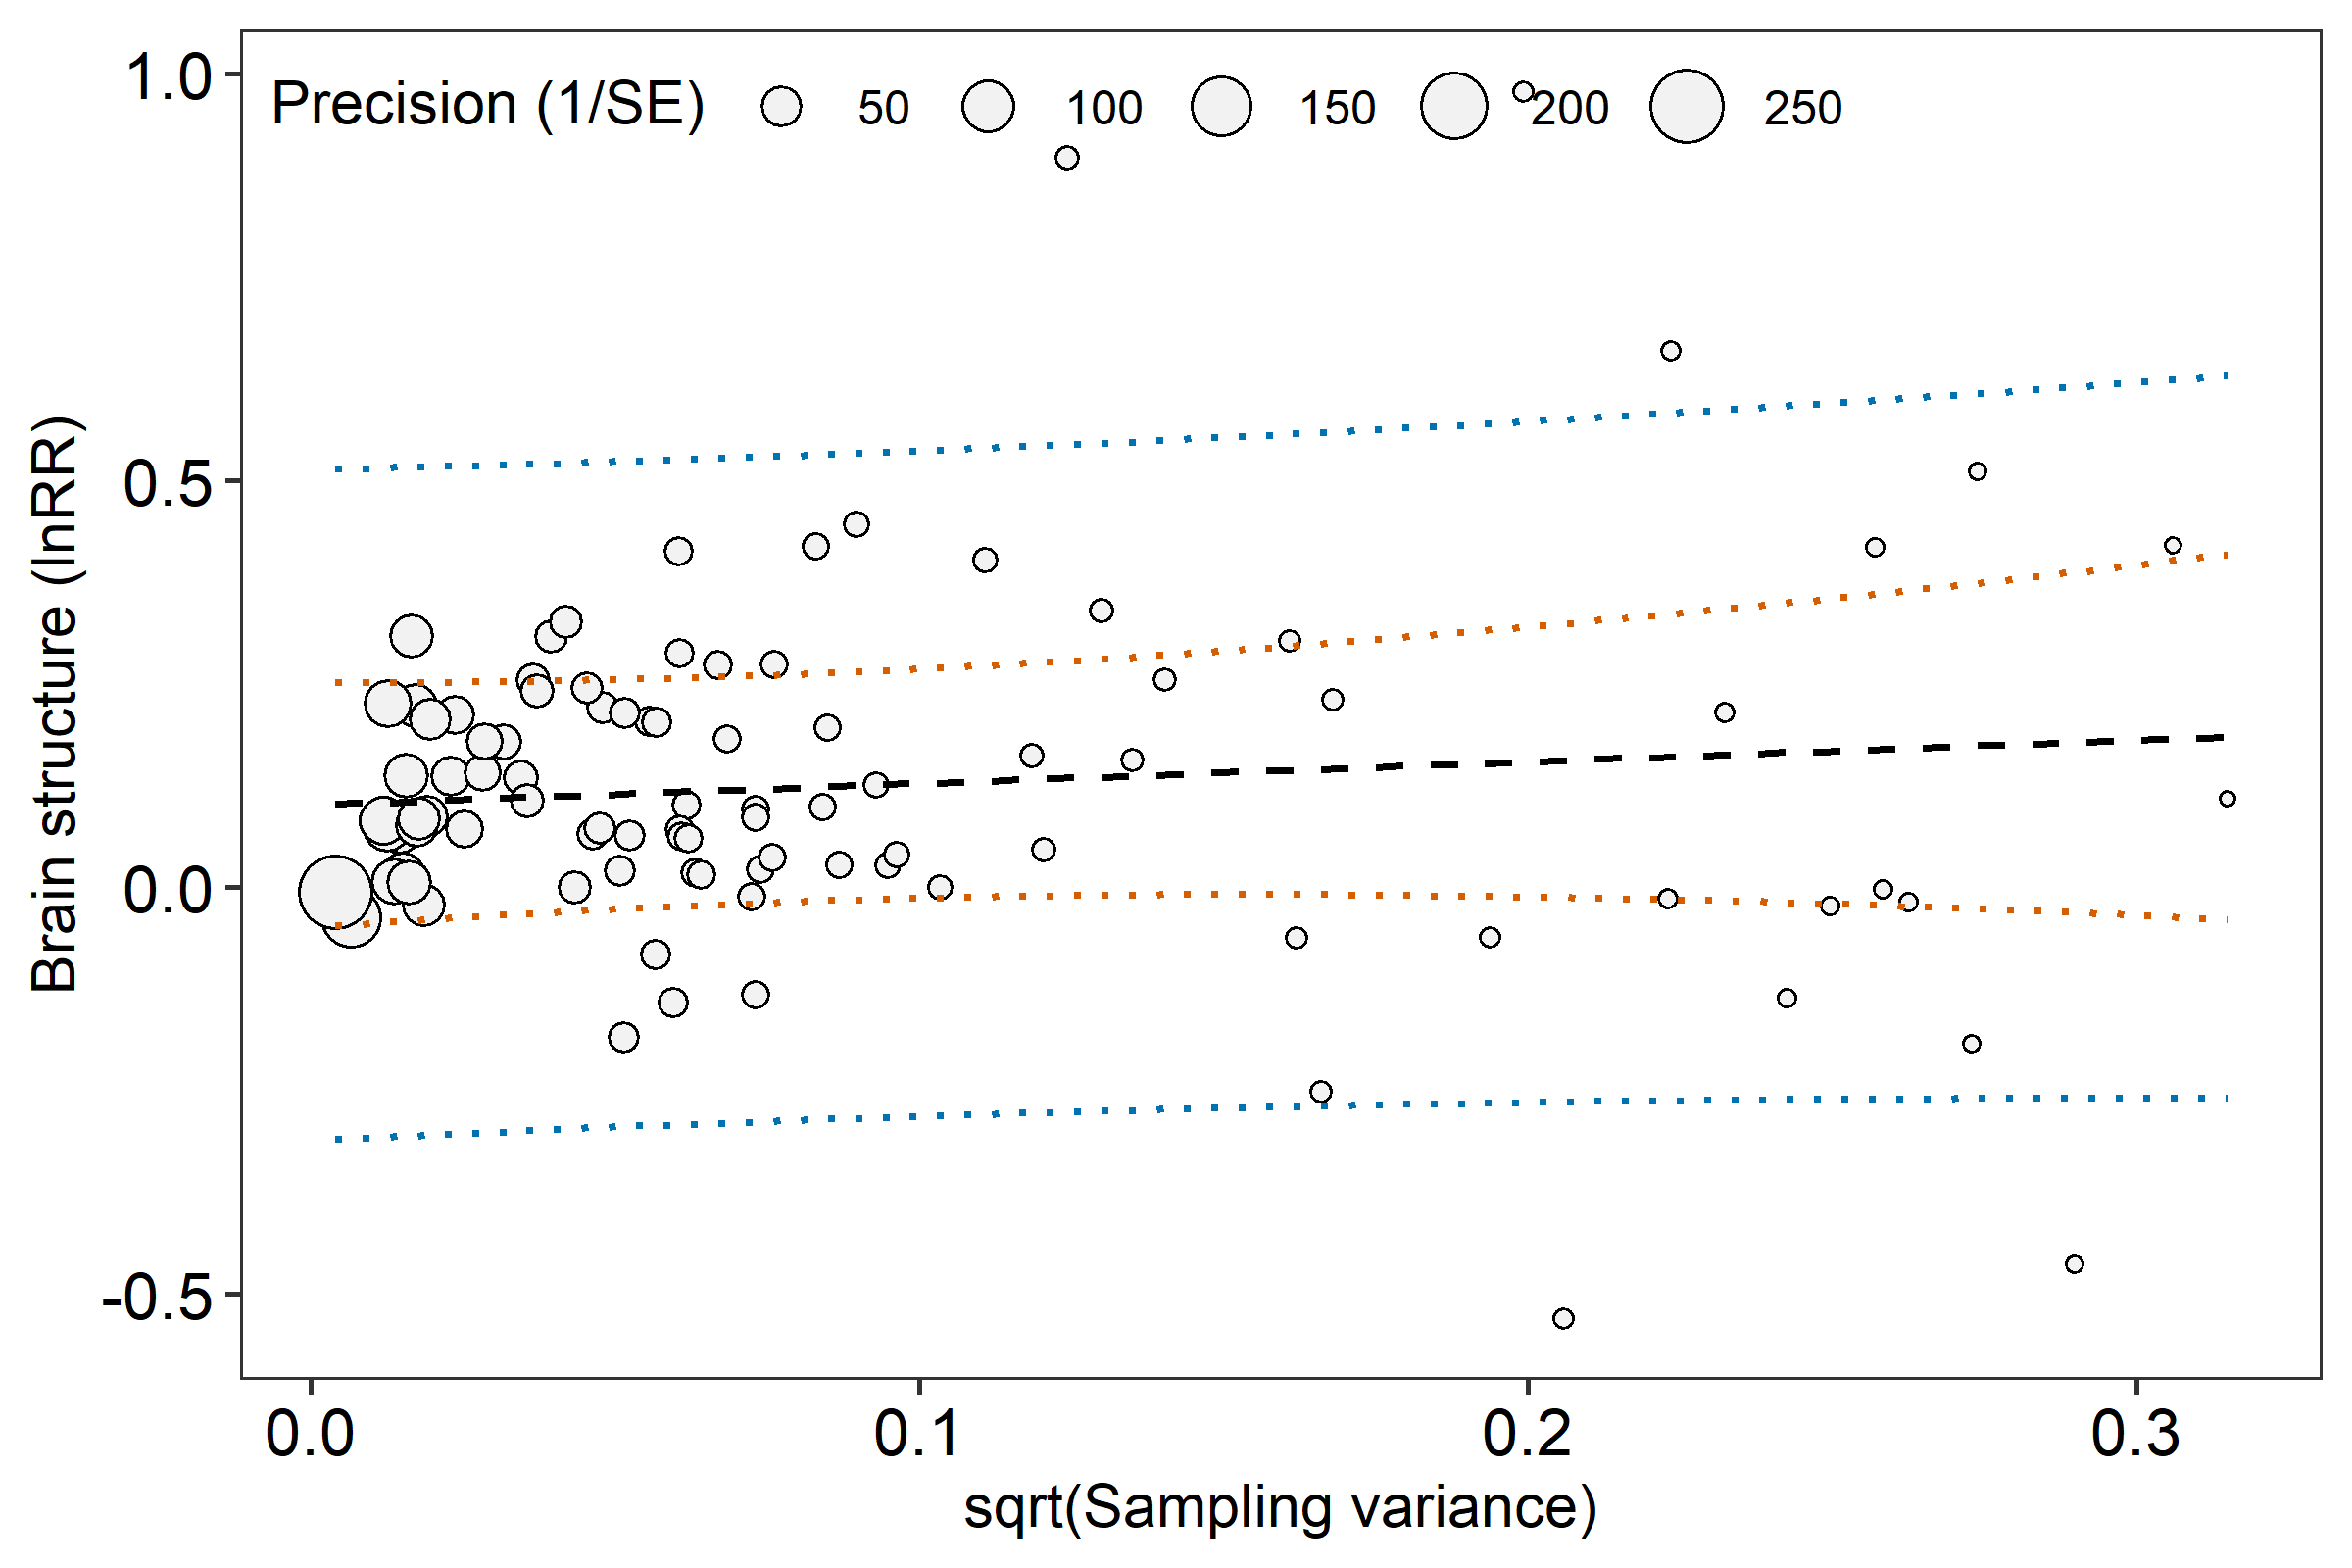 Precision (1/SE) 50 100 150 200 250
1.0
0.5
0.0
-0.5
Brain structure (lnRR)
0.0 0.1 0.2 0.3
sqrt(Sampling variance)